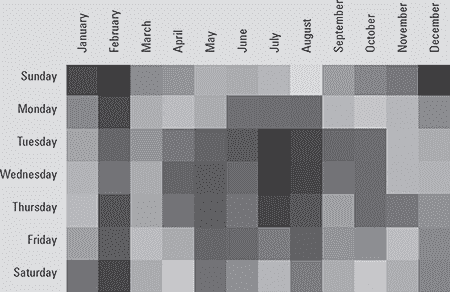 January
February
March
April
May
June
July
August
September
October
November
December
Sunday
Monday
Tuesday
Wednesday
Thursday
Friday
Saturday